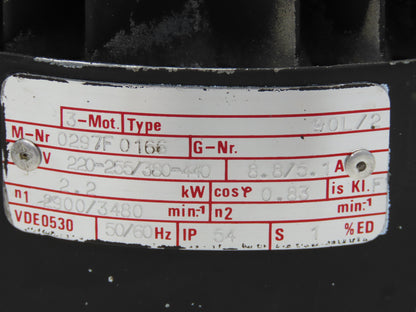 3-Mot. Type 90L/2
M-Nr 0297F 0166 G-Nr.
V 220-255/380-440 8.8/5.1 A
2.2 kW cosφ 0.83 is Kl. F
n1 2900/3480 min-1 n2 min-1
VDE0530 50/60 Hz IP 54 S 1 %ED